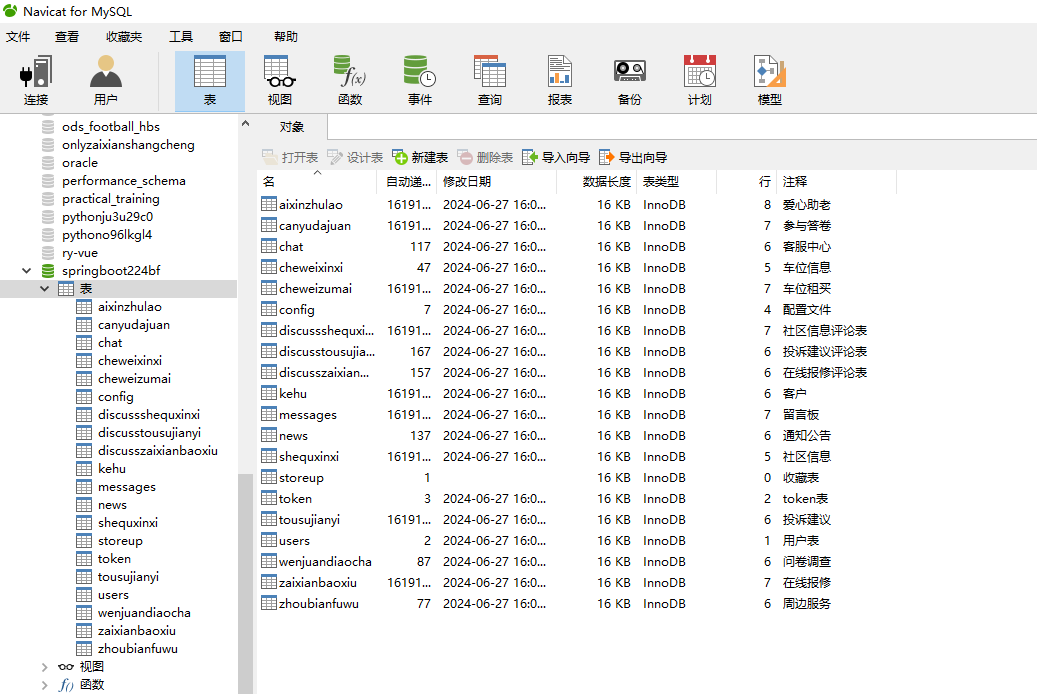 Navicat for MySQL
文件 查看 收藏夹 工具 窗口 帮助
连接 用户 表 视图 函数 事件 查询 报表 备份 计划 模型
ods_football_hbs
onlyzaixianshangcheng
oracle
performance_schema
practical_training
pythonju3u29c0
pythono96lkgl4
ry-vue
springboot224bf
表
aixinzhulao
canyudajuan
chat
cheweixinxi
cheweizumai
config
discussshequxinxi
discusstousujianyi
discusszaixianbaoxiu
kehu
messages
news
shequxinxi
storeup
token
tousujianyi
users
wenjuandiaocha
zaixianbaoxiu
zhoubianfuwu
视图
函数
对象
打开表 设计表 新建表 删除表 导入向导 导出向导
名 自动递... 修改日期 数据长度 表类型 行 注释
aixinzhulao 16191... 2024-06-27 16:0... 16 KB InnoDB 8 爱心助老
canyudajuan 16191... 2024-06-27 16:0... 16 KB InnoDB 7 参与答卷
chat 117 2024-06-27 16:0... 16 KB InnoDB 6 客服中心
cheweixinxi 47 2024-06-27 16:0... 16 KB InnoDB 5 车位信息
cheweizumai 16191... 2024-06-27 16:0... 16 KB InnoDB 7 车位租买
config 7 2024-06-27 16:0... 16 KB InnoDB 4 配置文件
discussshequxi... 16191... 2024-06-27 16:0... 16 KB InnoDB 7 社区信息评论表
discusstousujia... 167 2024-06-27 16:0... 16 KB InnoDB 6 投诉建议评论表
discusszaixian... 157 2024-06-27 16:0... 16 KB InnoDB 6 在线报修评论表
kehu 16191... 2024-06-27 16:0... 16 KB InnoDB 6 客户
messages 16191... 2024-06-27 16:0... 16 KB InnoDB 7 留言板
news 137 2024-06-27 16:0... 16 KB InnoDB 6 通知公告
shequxinxi 16191... 2024-06-27 16:0... 16 KB InnoDB 5 社区信息
storeup 1 16 KB InnoDB 0 收藏表
token 3 2024-06-27 16:0... 16 KB InnoDB 2 token表
tousujianyi 16191... 2024-06-27 16:0... 16 KB InnoDB 6 投诉建议
users 2 2024-06-27 16:0... 16 KB InnoDB 1 用户表
wenjuandiaocha 87 2024-06-27 16:0... 16 KB InnoDB 6 问卷调查
zaixianbaoxiu 16191... 2024-06-27 16:0... 16 KB InnoDB 7 在线报修
zhoubianfuwu 77 2024-06-27 16:0... 16 KB InnoDB 6 周边服务